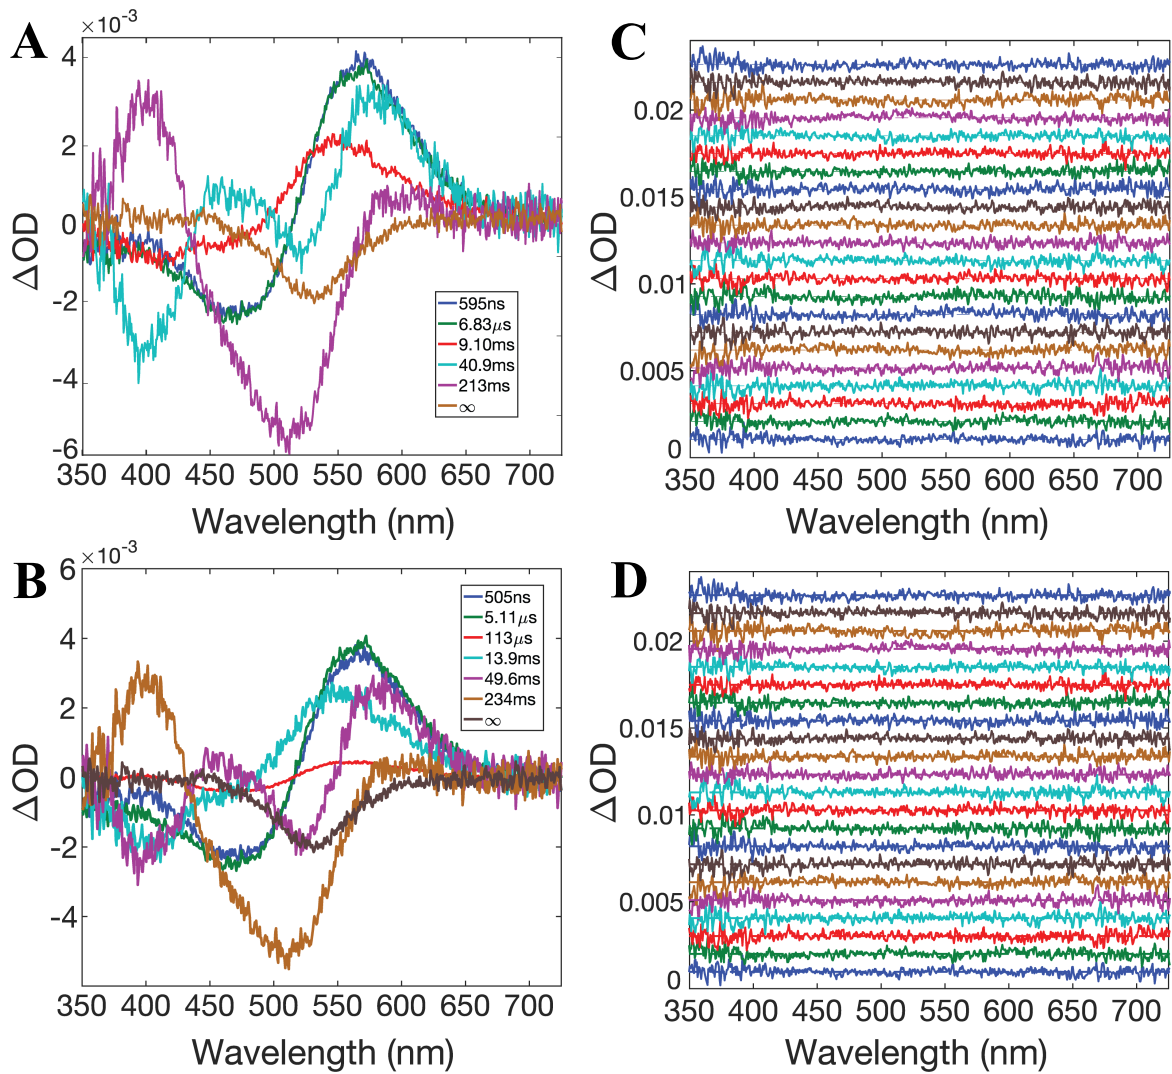 A
×10⁻³
4
2
0
-2
-4
-6
ΔOD
595ns
6.83μs
9.10ms
40.9ms
213ms
∞
350 400 450 500 550 600 650 700
Wavelength (nm)
C
0.02
0.015
0.01
0.005
0
ΔOD
350 400 450 500 550 600 650 700
Wavelength (nm)
B
×10⁻³
6
4
2
0
-2
-4
ΔOD
505ns
5.11μs
113μs
13.9ms
49.6ms
234ms
∞
350 400 450 500 550 600 650 700
Wavelength (nm)
D
0.02
0.015
0.01
0.005
0
ΔOD
350 400 450 500 550 600 650 700
Wavelength (nm)